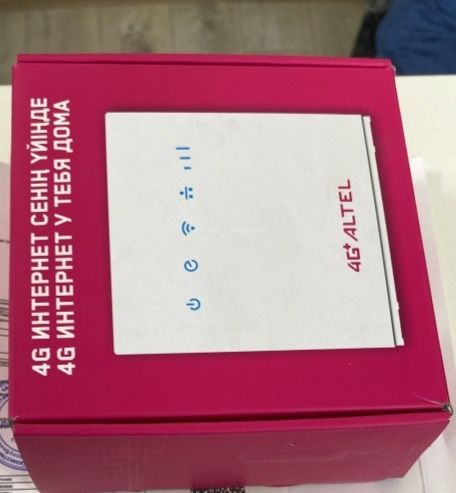 4G ИНТЕРНЕТ СЕНІҢ ҮЙІҢДЕ
4G ИНТЕРНЕТ У ТЕБЯ ДОМА
4G+ ALTEL